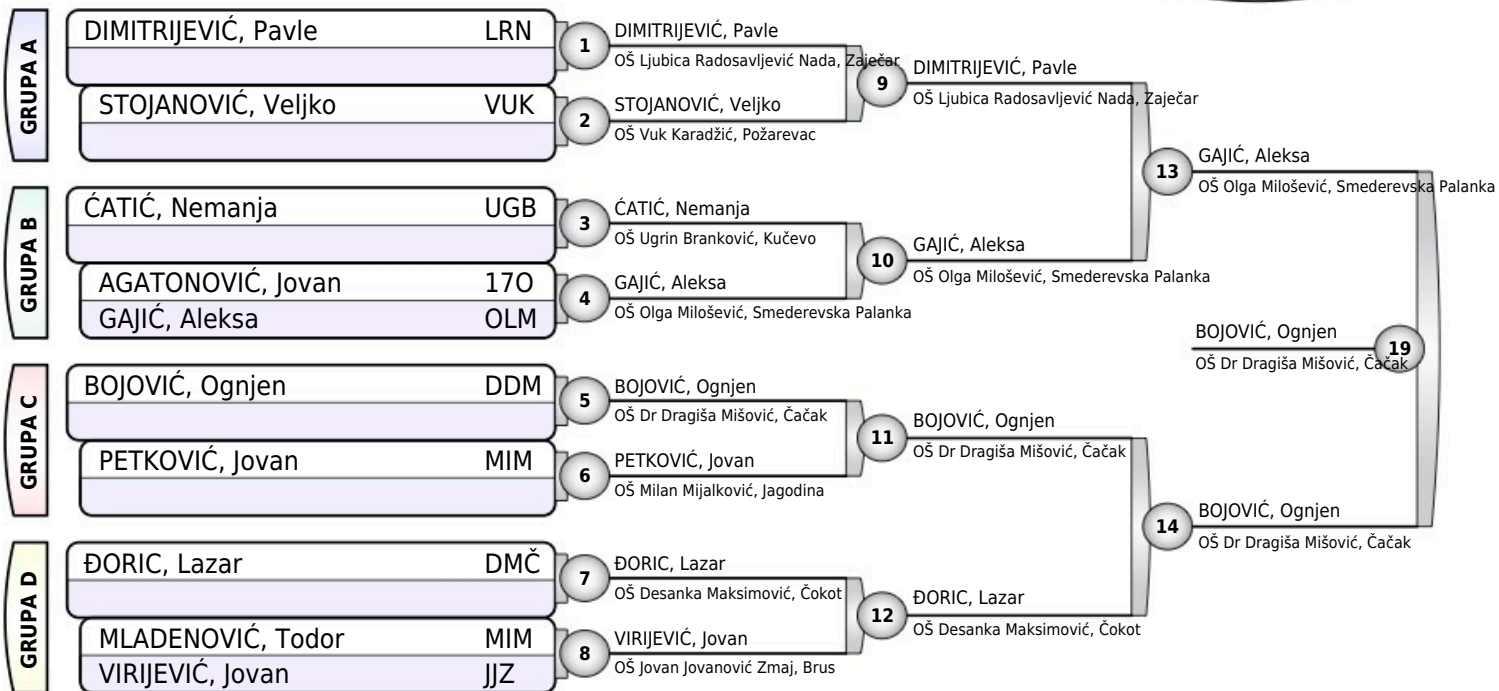 GRUPA A
DIMITRIJEVIĆ, Pavle LRN
STOJANOVIĆ, Veljko VUK
GRUPA B
ĆATIĆ, Nemanja UGB
AGATONOVIĆ, Jovan 17O
GAJIĆ, Aleksa OLM
GRUPA C
BOJOVIĆ, Ognjen DDM
PETKOVIĆ, Jovan MIM
GRUPA D
ĐORIC, Lazar DMČ
MLADENOVIĆ, Todor MIM
VIRIJEVIĆ, Jovan JJZ
1
DIMITRIJEVIĆ, Pavle
OŠ Ljubica Radosavljević Nada, Zaječar
2
STOJANOVIĆ, Veljko
OŠ Vuk Karadžić, Požarevac
3
ĆATIĆ, Nemanja
OŠ Ugrin Branković, Kučevo
4
GAJIĆ, Aleksa
OŠ Olga Milošević, Smederevska Palanka
5
BOJOVIĆ, Ognjen
OŠ Dr Dragiša Mišović, Čačak
6
PETKOVIĆ, Jovan
OŠ Milan Mijalković, Jagodina
7
ĐORIC, Lazar
OŠ Desanka Maksimović, Čokot
8
VIRIJEVIĆ, Jovan
OŠ Jovan Jovanović Zmaj, Brus
9
DIMITRIJEVIĆ, Pavle
OŠ Ljubica Radosavljević Nada, Zaječar
10
GAJIĆ, Aleksa
OŠ Olga Milošević, Smederevska Palanka
11
BOJOVIĆ, Ognjen
OŠ Dr Dragiša Mišović, Čačak
12
ĐORIC, Lazar
OŠ Desanka Maksimović, Čokot
13
GAJIĆ, Aleksa
OŠ Olga Milošević, Smederevska Palanka
14
BOJOVIĆ, Ognjen
OŠ Dr Dragiša Mišović, Čačak
BOJOVIĆ, Ognjen
19
OŠ Dr Dragiša Mišović, Čačak